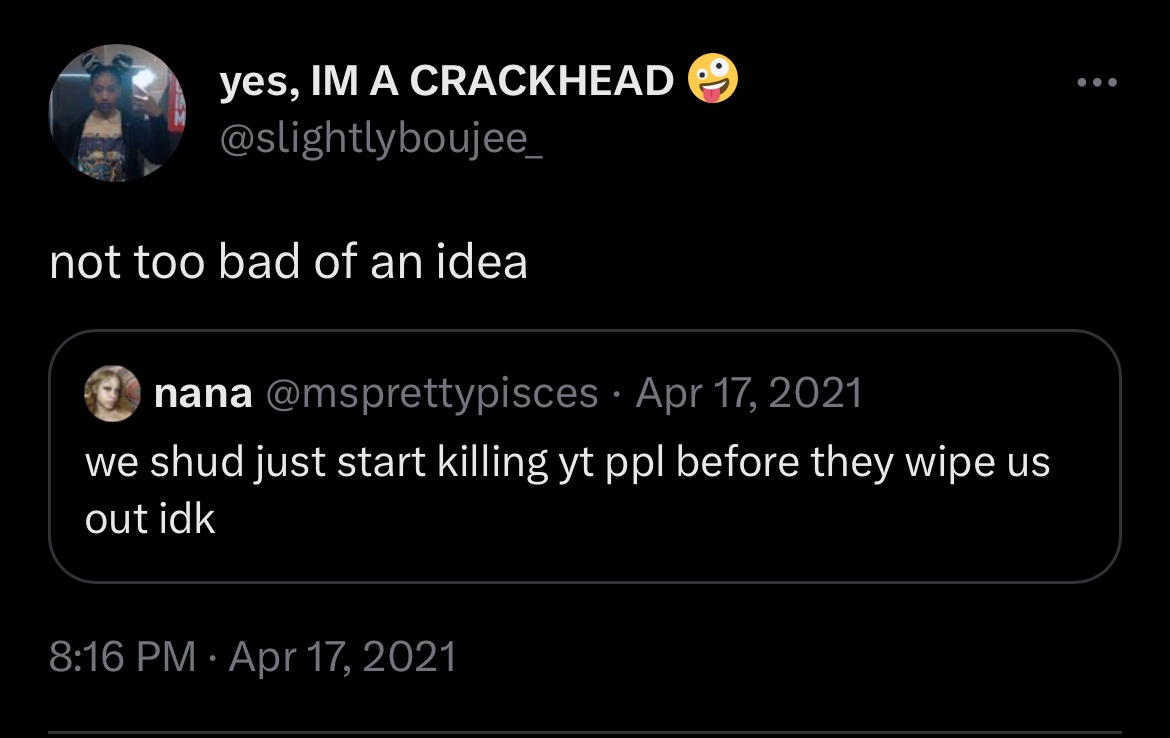 yes, IM A CRACKHEAD 🤪
@slightlyboujee_
not too bad of an idea
nana @msprettypisces · Apr 17, 2021
we shud just start killing yt ppl before they wipe us
out idk
8:16 PM · Apr 17, 2021